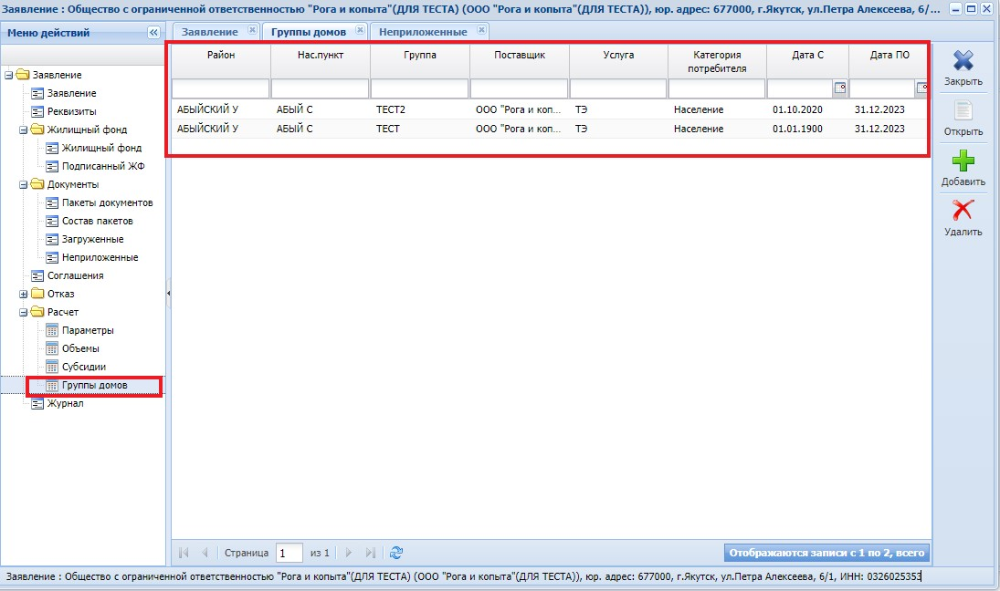 Заявление : Общество с ограниченной ответственностью "Рога и копыта"(ДЛЯ ТЕСТА) (ООО "Рога и копыта"(ДЛЯ ТЕСТА)), юр. адрес: 677000, г.Якутск, ул.Петра Алексеева, 6/...
Меню действий
Заявление
Заявление
Реквизиты
Жилищный фонд
Жилищный фонд
Подписанный ЖФ
Документы
Пакеты документов
Состав пакетов
Загруженные
Неприложенные
Соглашения
Отказ
Расчет
Параметры
Объемы
Субсидии
Группы домов
Журнал
Заявление Группы домов Неприложенные
Район Нас.пункт Группа Поставщик Услуга Категория потребителя Дата С Дата ПО
АБЫЙСКИЙ У АБЫЙ С ТЕСТ2 ООО "Рога и коп... ТЭ Население 01.10.2020 31.12.2023
АБЫЙСКИЙ У АБЫЙ С ТЕСТ ООО "Рога и коп... ТЭ Население 01.01.1900 31.12.2023
Закрыть
Открыть
Добавить
Удалить
Страница 1 из 1
Отображаются записи с 1 по 2, всего
Заявление : Общество с ограниченной ответственностью "Рога и копыта"(ДЛЯ ТЕСТА) (ООО "Рога и копыта"(ДЛЯ ТЕСТА)), юр. адрес: 677000, г.Якутск, ул.Петра Алексеева, 6/1, ИНН: 0326025353